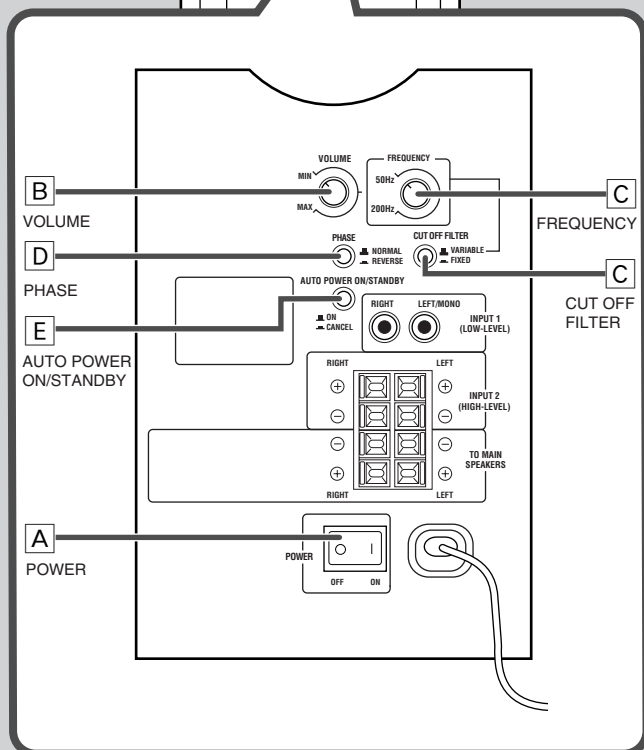 VOLUME
FREQUENCY
MIN
50Hz
MAX
200Hz
B
VOLUME
C
FREQUENCY
PHASE
NORMAL
REVERSE
CUT OFF FILTER
VARIABLE
FIXED
D
PHASE
C
CUT OFF
FILTER
AUTO POWER ON/STANDBY
ON
CANCEL
E
AUTO POWER
ON/STANDBY
RIGHT
LEFT/MONO
INPUT 1
(LOW-LEVEL)
RIGHT
LEFT
+
+
INPUT 2
(HIGH-LEVEL)
−
−
−
−
TO MAIN
SPEAKERS
+
+
RIGHT
LEFT
A
POWER
POWER
OFF
ON